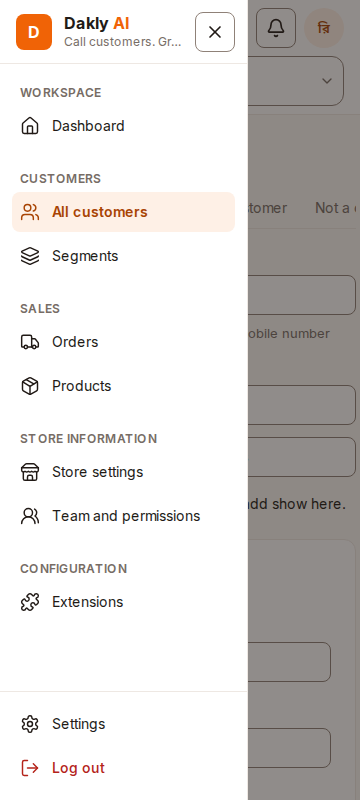 D
Dakly AI
Call customers. Gr...
রি
WORKSPACE
Dashboard
CUSTOMERS
All customers
Segments
SALES
Orders
Products
STORE INFORMATION
Store settings
Team and permissions
CONFIGURATION
Extensions
Settings
Log out
Not a
obile number
add show here.